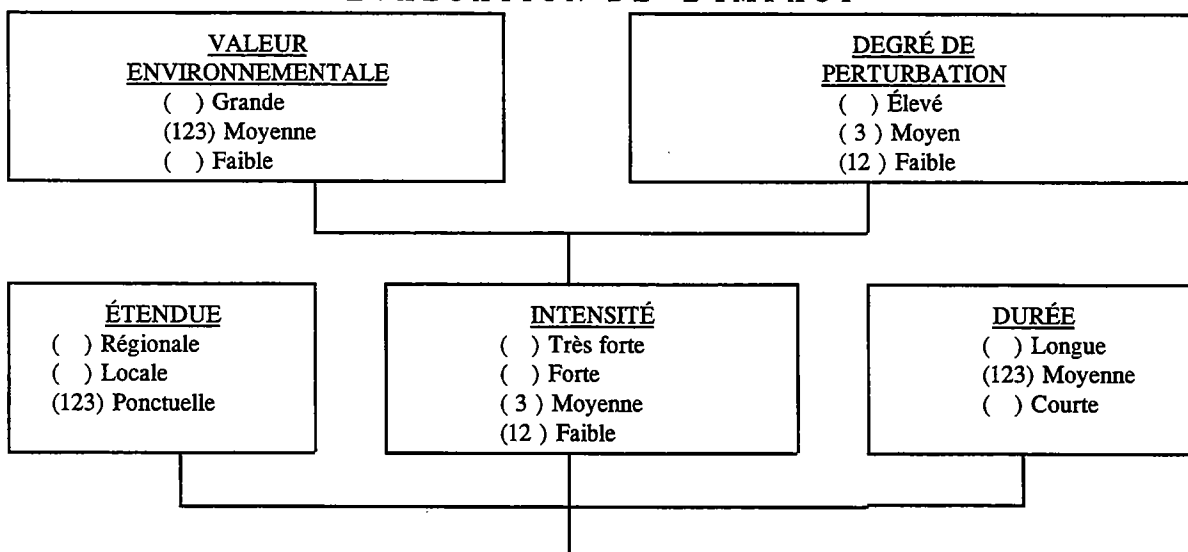 VALEUR
ENVIRONNEMENTALE
(   ) Grande
(123) Moyenne
(   ) Faible
DEGRÉ DE
PERTURBATION
(   ) Élevé
( 3 ) Moyen
(12 ) Faible
ÉTENDUE
(   ) Régionale
(   ) Locale
(123) Ponctuelle
INTENSITÉ
(   ) Très forte
(   ) Forte
( 3 ) Moyenne
(12 ) Faible
DURÉE
(   ) Longue
(123) Moyenne
(   ) Courte